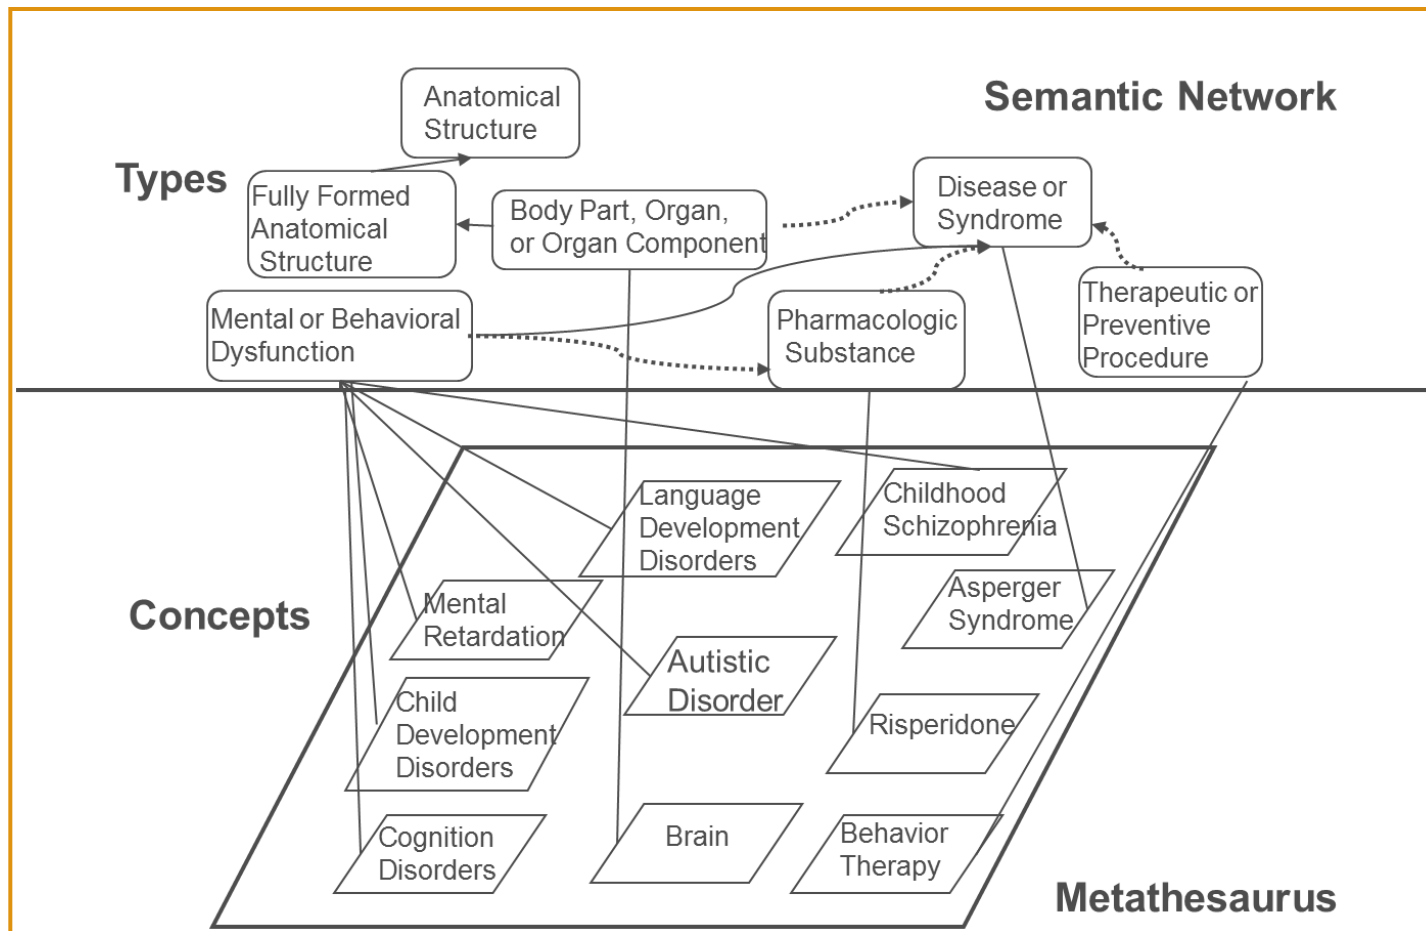 Semantic Network
Types
Anatomical
Structure
Fully Formed
Anatomical
Structure
Body Part, Organ,
or Organ Component
Disease or
Syndrome
Mental or Behavioral
Dysfunction
Pharmacologic
Substance
Therapeutic or
Preventive
Procedure
Concepts
Language
Development
Disorders
Childhood
Schizophrenia
Mental
Retardation
Asperger
Syndrome
Autistic
Disorder
Child
Development
Disorders
Risperidone
Cognition
Disorders
Brain
Behavior
Therapy
Metathesaurus